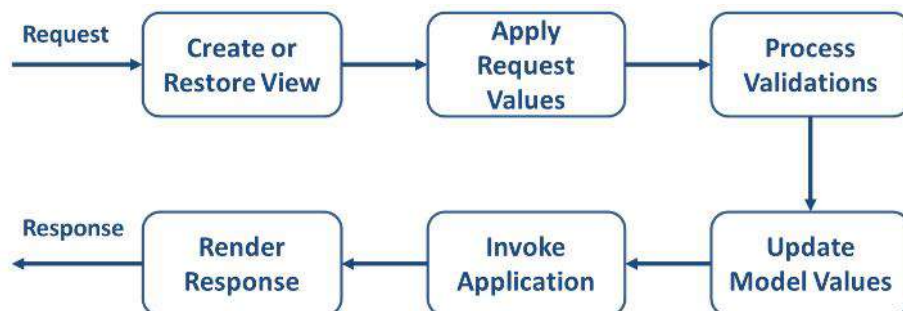 Request
Create or
Restore View
Apply
Request
Values
Process
Validations
Response
Render
Response
Invoke
Application
Update
Model Values